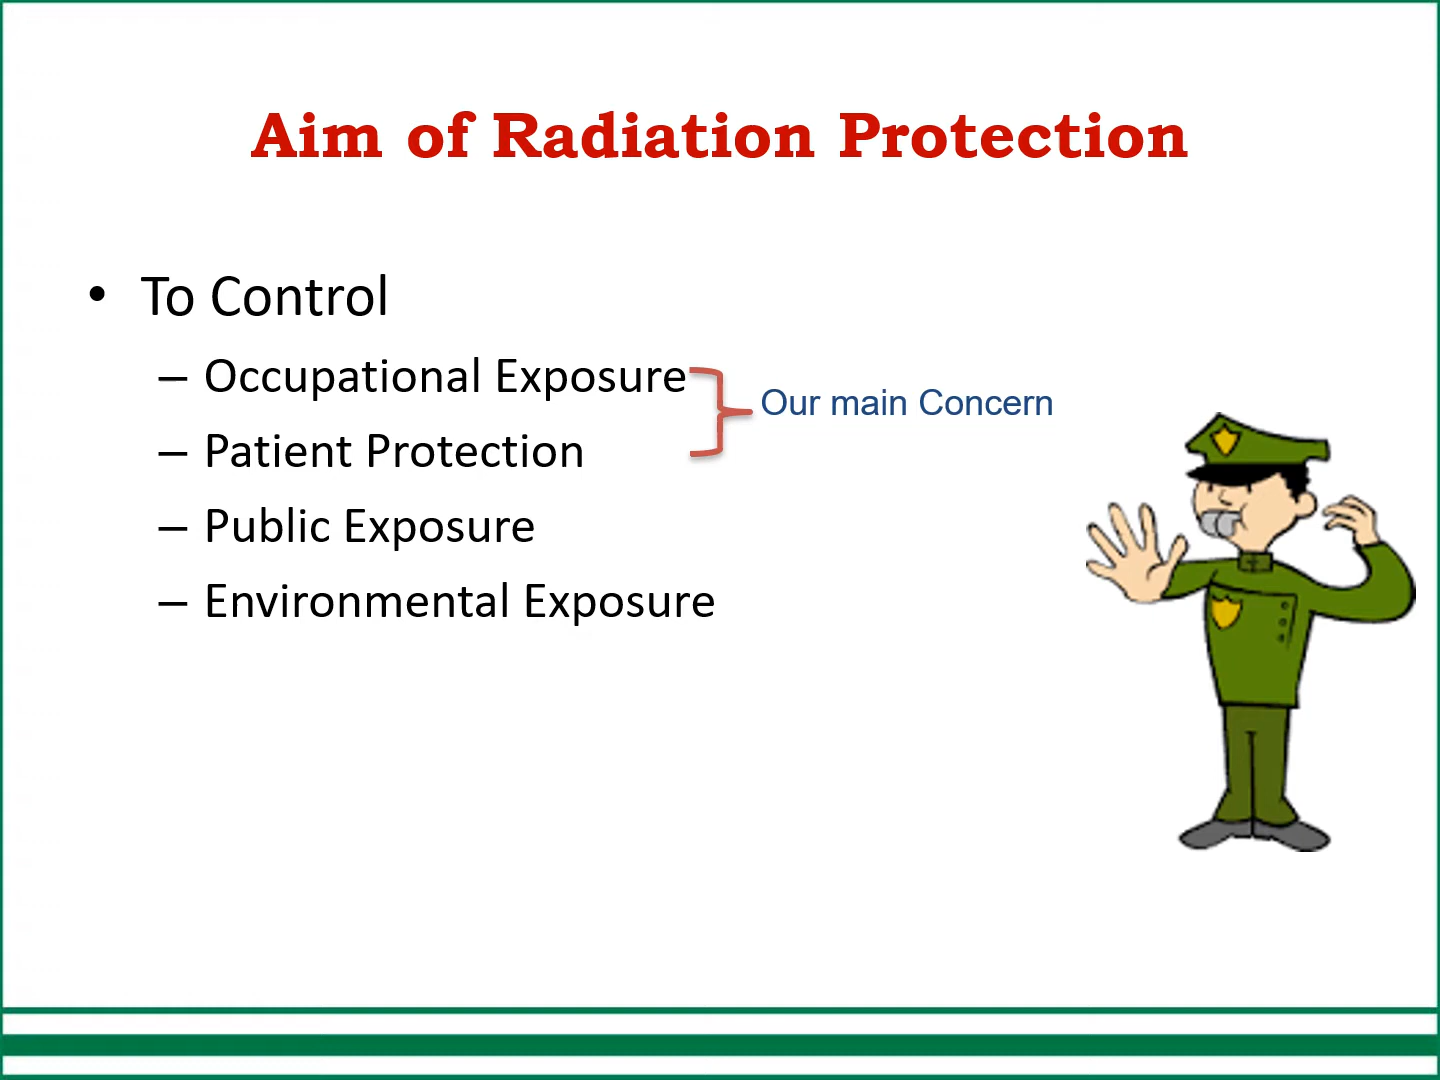 Aim of Radiation Protection
• To Control
– Occupational Exposure
– Patient Protection
Our main Concern
– Public Exposure
– Environmental Exposure